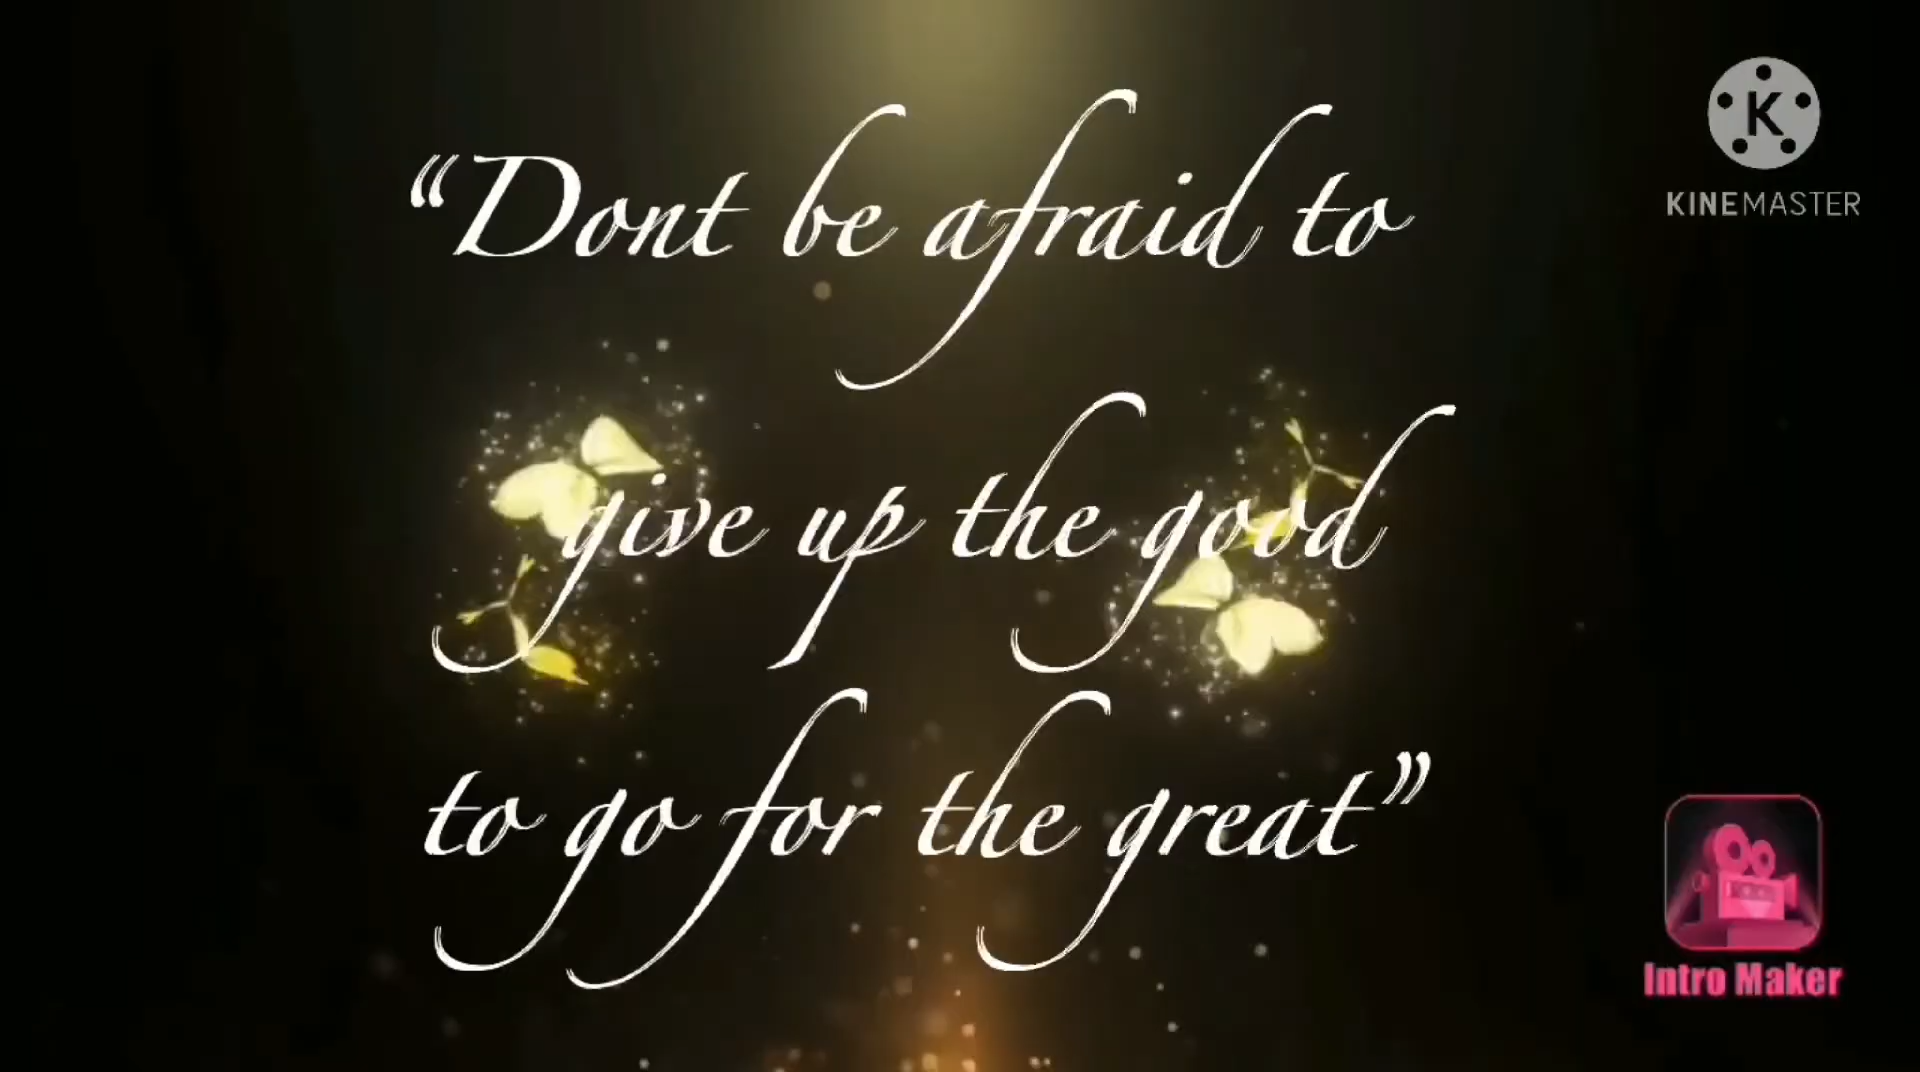 “Dont be afraid to
give up the good
to go for the great”
K
KINEMASTER
Intro Maker